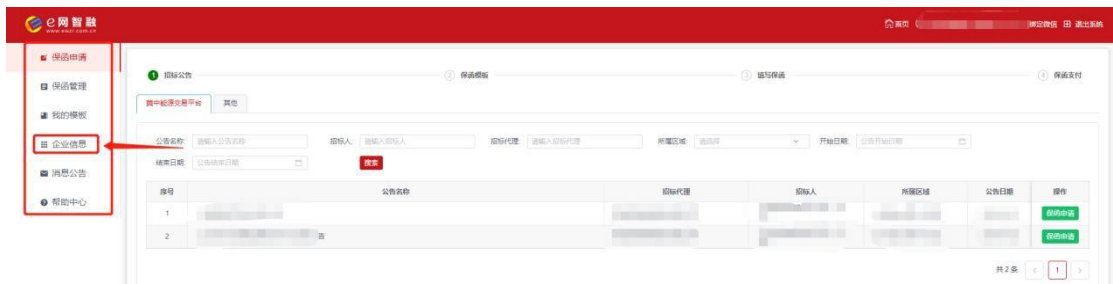 e网智融
www.ewzr.com.cn
首页
绑定微信 退出系统
保函申请
保函管理
我的模板
企业信息
消息公告
帮助中心
1 招标公告
2 保函模板
3 填写保函
4 保函支付
冀中能源交易平台 其他
公告名称: 请输入公告名称 招标人: 请输入招标人 招标代理: 请输入招标代理 所属区域: 请选择 开始日期: 公告开始日期
结束日期: 公告结束日期 搜索
序号 公告名称 招标代理 招标人 所属区域 公告日期 操作
1 保函申请
2 告 保函申请
共 2 条 < 1 >